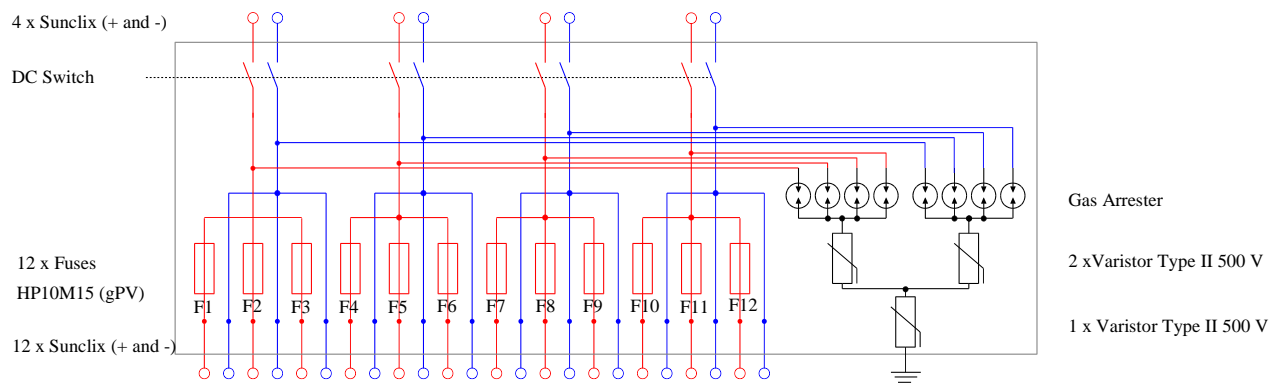 4 x Sunclix (+ and -)
DC Switch
Gas Arrester
12 x Fuses
HP10M15 (gPV)
2 xVaristor Type II 500 V
F1 F2 F3 F4 F5 F6 F7 F8 F9 F10 F11 F12
12 x Sunclix (+ and -)
1 x Varistor Type II 500 V